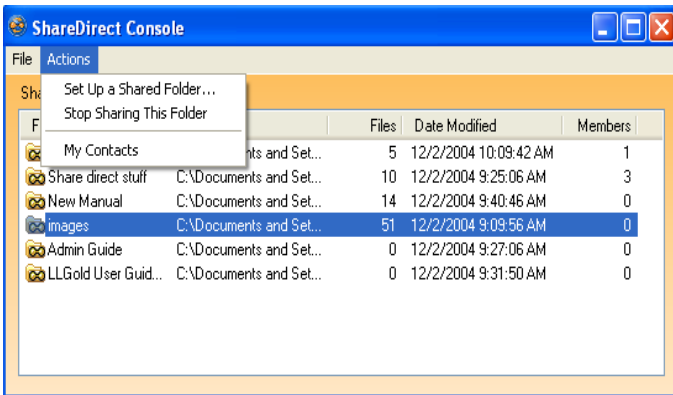 ShareDirect Console
File Actions
Sha
Set Up a Shared Folder...
Stop Sharing This Folder
My Contacts
F Files Date Modified Members
nts and Set... 5 12/2/2004 10:09:42 AM 1
Share direct stuff C:\Documents and Set... 10 12/2/2004 9:25:06 AM 3
New Manual C:\Documents and Set... 14 12/2/2004 9:40:46 AM 0
images C:\Documents and Set... 51 12/2/2004 9:09:56 AM 0
Admin Guide C:\Documents and Set... 0 12/2/2004 9:27:06 AM 0
LLGold User Guid... C:\Documents and Set... 0 12/2/2004 9:31:50 AM 0